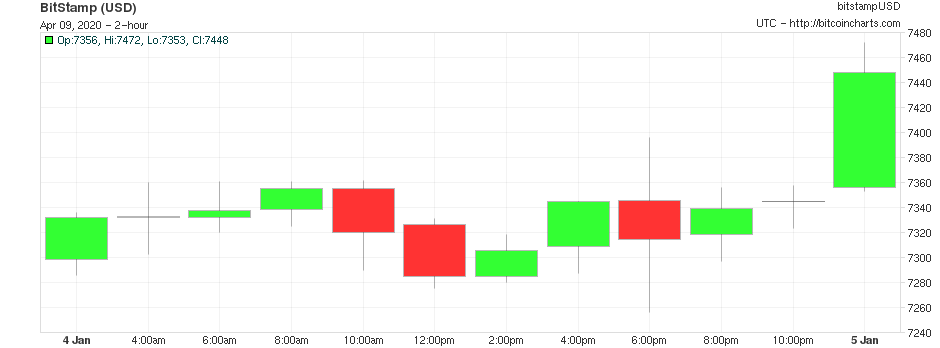 BitStamp (USD)
bitstampUSD
Apr 09, 2020 - 2-hour
UTC - http://bitcoincharts.com
Op:7356, Hi:7472, Lo:7353, Cl:7448
7480
7460
7440
7420
7400
7380
7360
7340
7320
7300
7280
7260
7240
4 Jan 4:00am 6:00am 8:00am 10:00am 12:00pm 2:00pm 4:00pm 6:00pm 8:00pm 10:00pm 5 Jan